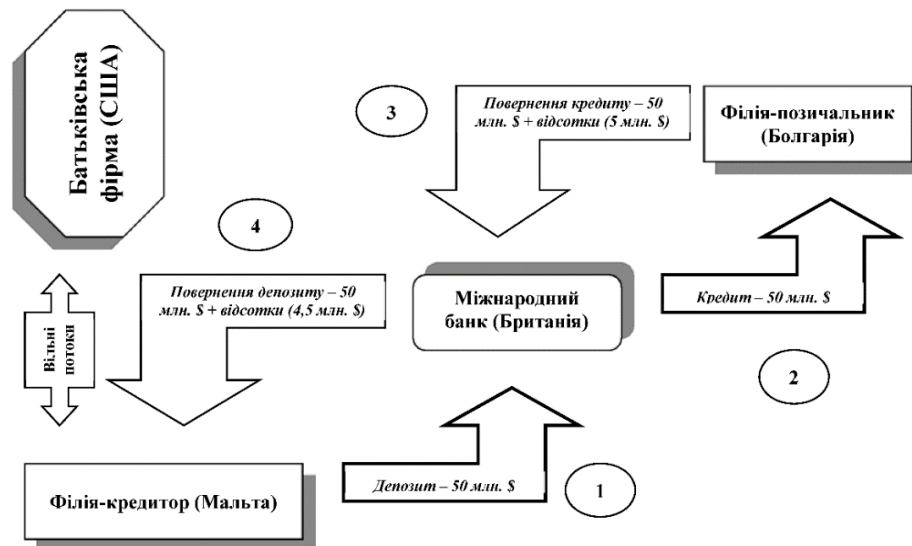 Батьківська
фірма (США)
3
Повернення кредиту – 50
млн. $ + відсотки (5 млн. $)
Філія-позичальник
(Болгарія)
4
Повернення депозиту – 50
млн. $ + відсотки (4,5 млн. $)
Міжнародний
банк (Британія)
Кредит – 50 млн. $
Вільні
потоки
2
Філія-кредитор (Мальта)
Депозит – 50 млн. $
1